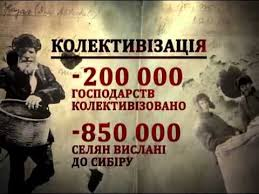 КОЛЕКТИВІЗАЦІЯ
-200 000
ГОСПОДАРСТВ
КОЛЕКТИВІЗОВАНО
-850 000
СЕЛЯН ВИСЛАНІ
ДО СИБІРУ